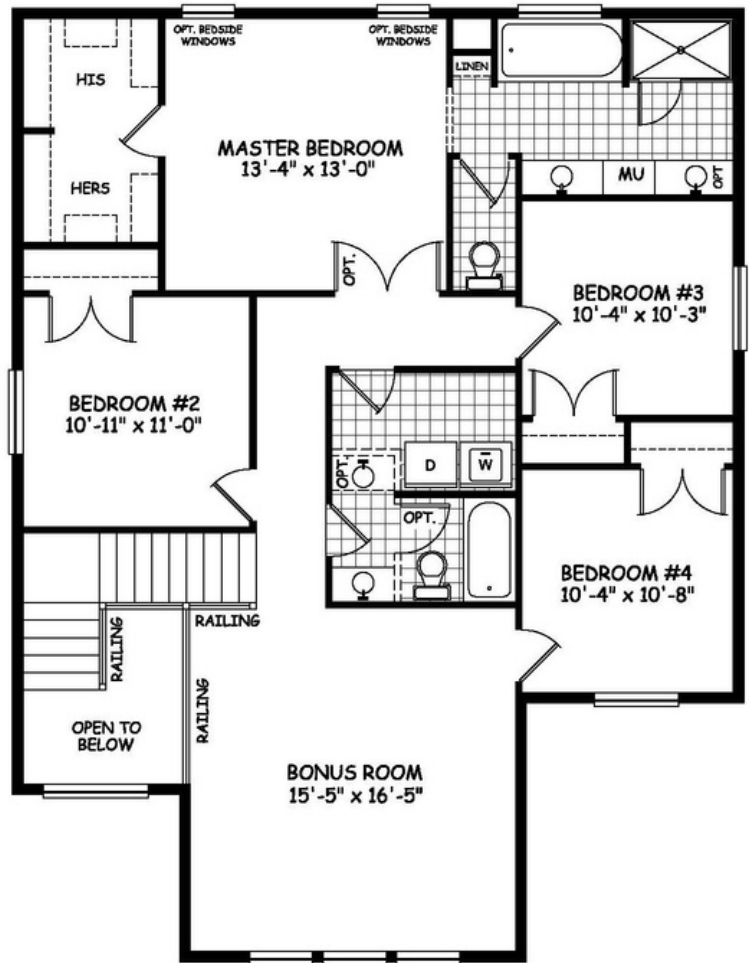 OPT. BEDSIDE
WINDOWS
OPT. BEDSIDE
WINDOWS
HIS
LINEN
MASTER BEDROOM
13'-4" x 13'-0"
HERS
MU
OPT
OPT.
BEDROOM #3
10'-4" x 10'-3"
BEDROOM #2
10'-11" x 11'-0"
OPT.
D
W
OPT.
BEDROOM #4
10'-4" x 10'-8"
RAILING
RAILING
RAILING
OPEN TO
BELOW
BONUS ROOM
15'-5" x 16'-5"